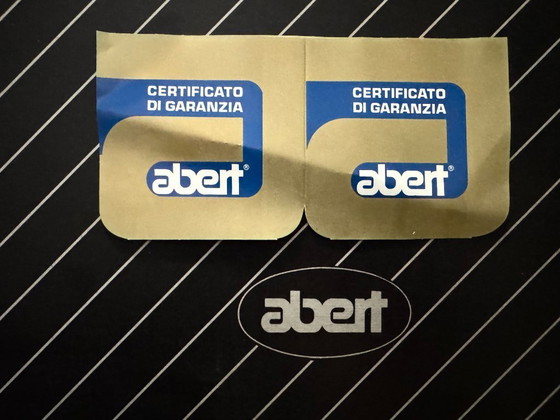 CERTIFICATO
DI GARANZIA
abert®
CERTIFICATO
DI GARANZIA
abert®
abert